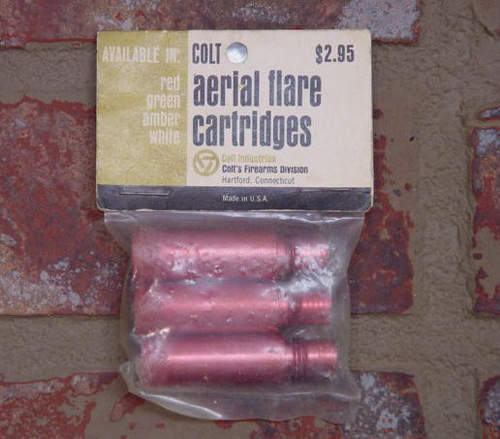 AVAILABLE IN:
red
green
amber
white
COLT
$2.95
aerial flare
cartridges
Colt Industries
Colt's Firearms Division
Hartford, Connecticut
Made in U.S.A.